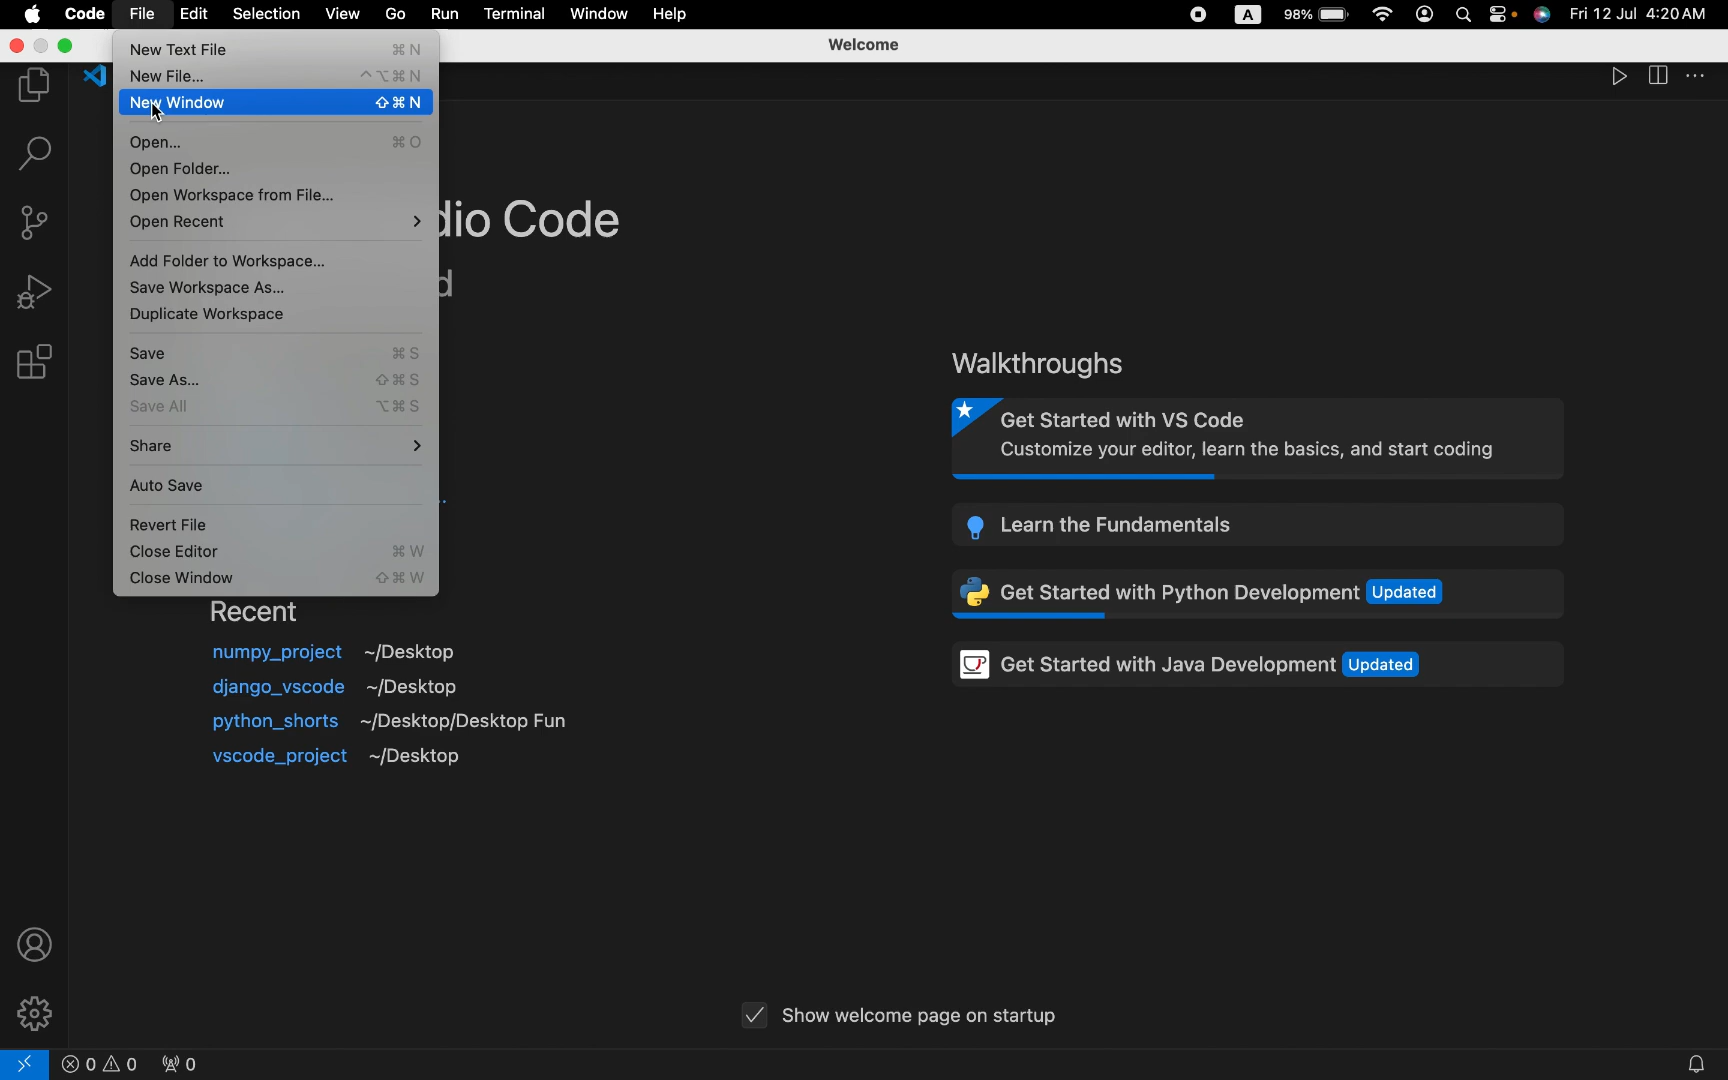 Code File Edit Selection View Go Run Terminal Window Help A 98% Fri 12 Jul 4:20 AM
Welcome
New Text File ⌘ N
New File... ⌃⌥⌘ N
New Window ⇧⌘ N
Open... ⌘ O
Open Folder...
Open Workspace from File...
Open Recent >
Add Folder to Workspace...
Save Workspace As...
Duplicate Workspace
Save ⌘ S
Save As... ⇧⌘ S
Save All ⌥⌘ S
Share >
Auto Save
Revert File
Close Editor ⌘ W
Close Window ⇧⌘ W
dio Code
d
Recent
numpy_project ~/Desktop
django_vscode ~/Desktop
python_shorts ~/Desktop/Desktop Fun
vscode_project ~/Desktop
Walkthroughs
Get Started with VS Code
Customize your editor, learn the basics, and start coding
Learn the Fundamentals
Get Started with Python Development Updated
Get Started with Java Development Updated
Show welcome page on startup
0 0 0